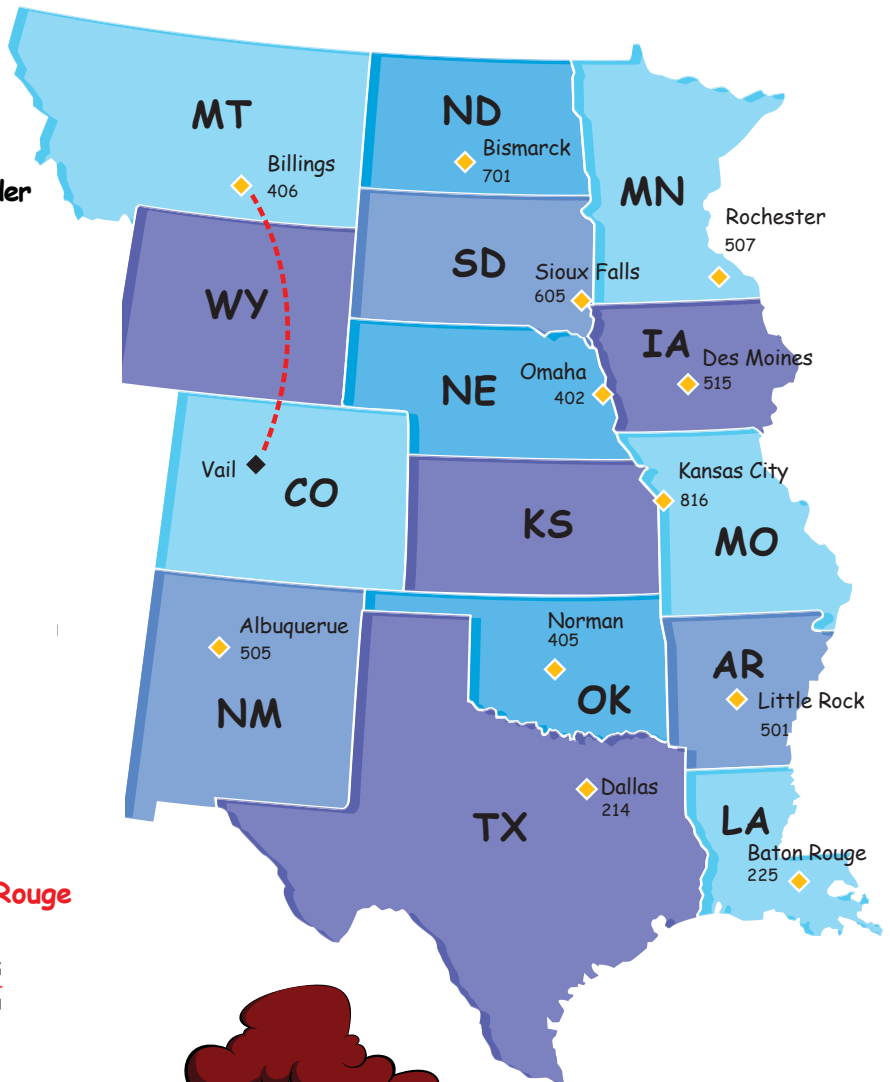 MT
ND
Billings
406
Bismarck
701
ler
MN
Rochester
507
WY
SD
Sioux Falls
605
IA
Des Moines
515
NE
Omaha
402
Vail
CO
Kansas City
816
KS
MO
Albuquerue
505
NM
Norman
405
OK
AR
Little Rock
501
TX
Dallas
214
LA
Baton Rouge
225
Rouge